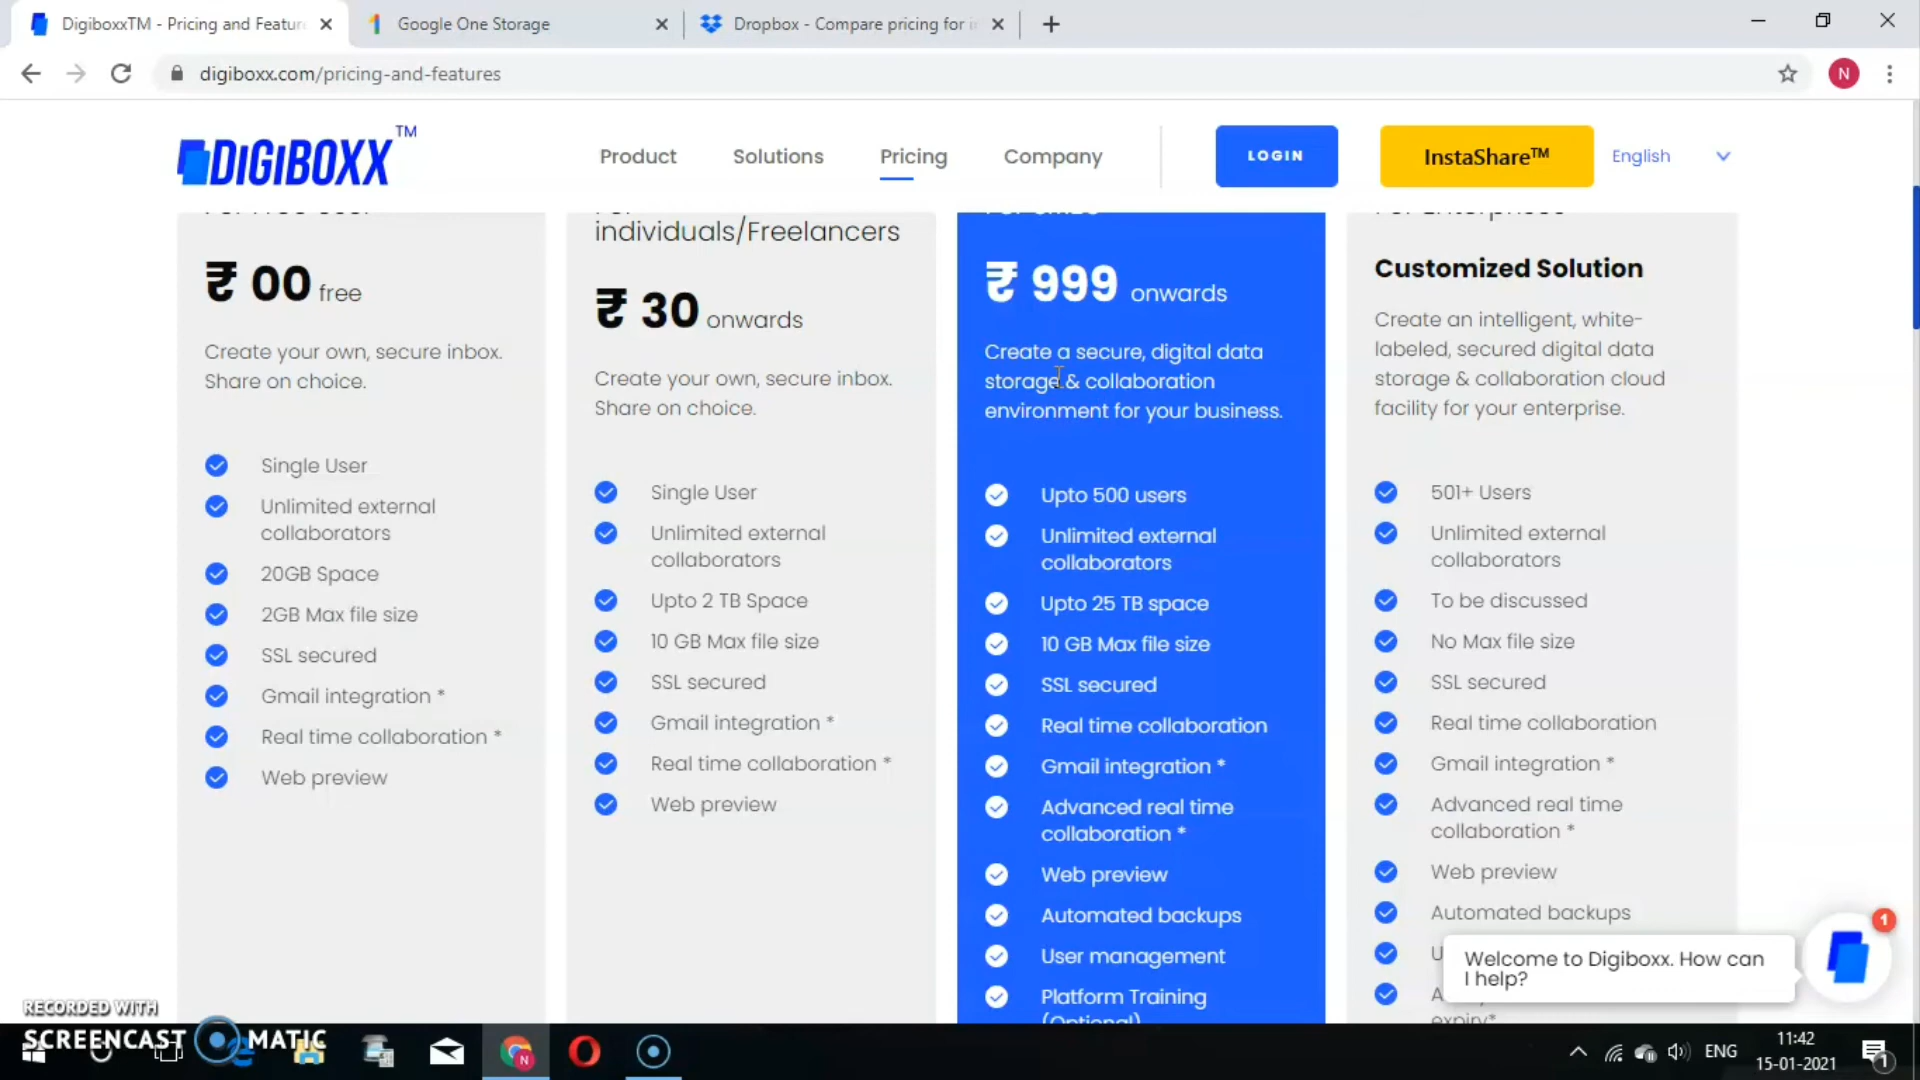 DigiboxxTM - Pricing and Featur
Google One Storage
Dropbox - Compare pricing for i
digiboxx.com/pricing-and-features
N
DIGIBOXX TM
Product
Solutions
Pricing
Company
LOGIN
InstaShare™
English
₹ 00 free
Create your own, secure inbox.
Share on choice.
Single User
Unlimited external
collaborators
20GB Space
2GB Max file size
SSL secured
Gmail integration *
Real time collaboration *
Web preview
individuals/Freelancers
₹ 30 onwards
Create your own, secure inbox.
Share on choice.
Single User
Unlimited external
collaborators
Upto 2 TB Space
10 GB Max file size
SSL secured
Gmail integration *
Real time collaboration *
Web preview
₹ 999 onwards
Create a secure, digital data
storage & collaboration
environment for your business.
Upto 500 users
Unlimited external
collaborators
Upto 25 TB space
10 GB Max file size
SSL secured
Real time collaboration
Gmail integration *
Advanced real time
collaboration *
Web preview
Automated backups
User management
Platform Training
(Optional)
Customized Solution
Create an intelligent, white-
labeled, secured digital data
storage & collaboration cloud
facility for your enterprise.
501+ Users
Unlimited external
collaborators
To be discussed
No Max file size
SSL secured
Real time collaboration
Gmail integration *
Advanced real time
collaboration *
Web preview
Automated backups
expiry*
1
Welcome to Digiboxx. How can
I help?
RECORDED WITH
SCREENCAST MATIC
ENG
11:42
15-01-2021
1